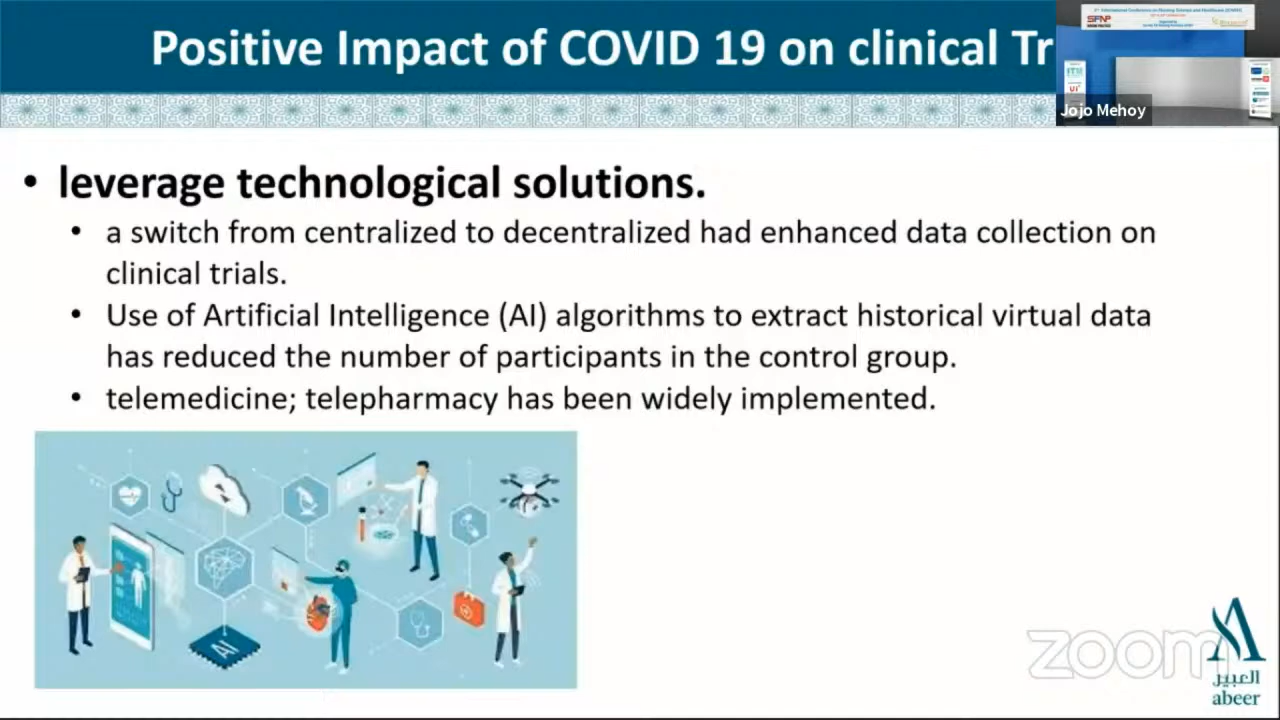 Positive Impact of COVID 19 on clinical Tr
Jojo Mehoy
• leverage technological solutions.
• a switch from centralized to decentralized had enhanced data collection on
clinical trials.
• Use of Artificial Intelligence (AI) algorithms to extract historical virtual data
has reduced the number of participants in the control group.
• telemedicine; telepharmacy has been widely implemented.
AI
zoom
العبير
abeer